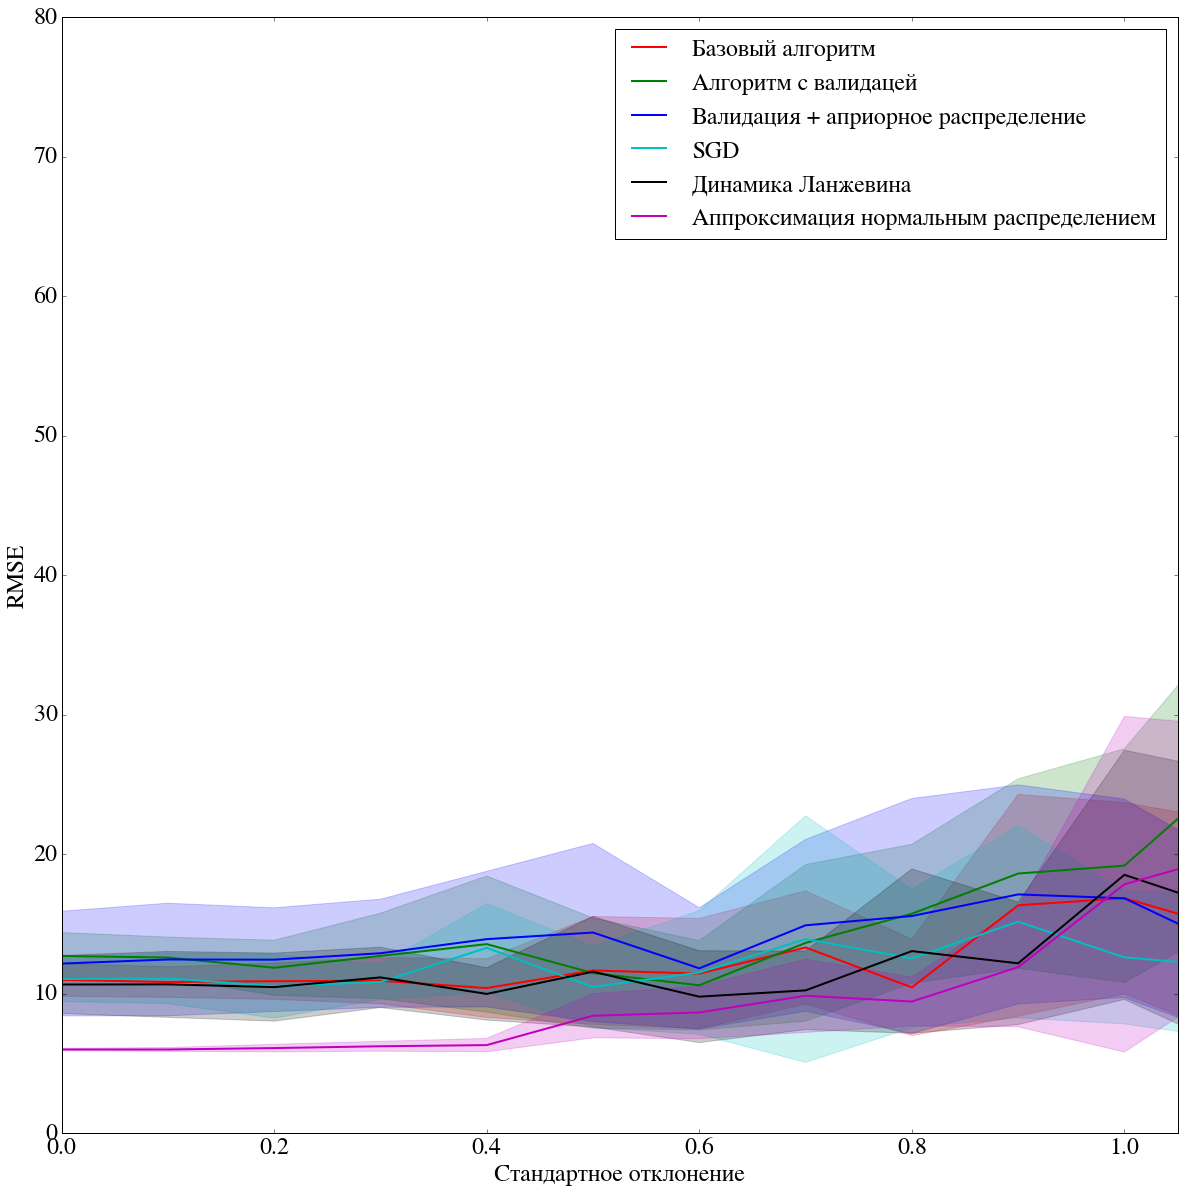 80
70
60
50
40
30
20
10
0
0.0
0.2
0.4
0.6
0.8
1.0
RMSE
Стандартное отклонение
Базовый алгоритм
Алгоритм с валидацей
Валидация + априорное распределение
SGD
Динамика Ланжевина
Аппроксимация нормальным распределением